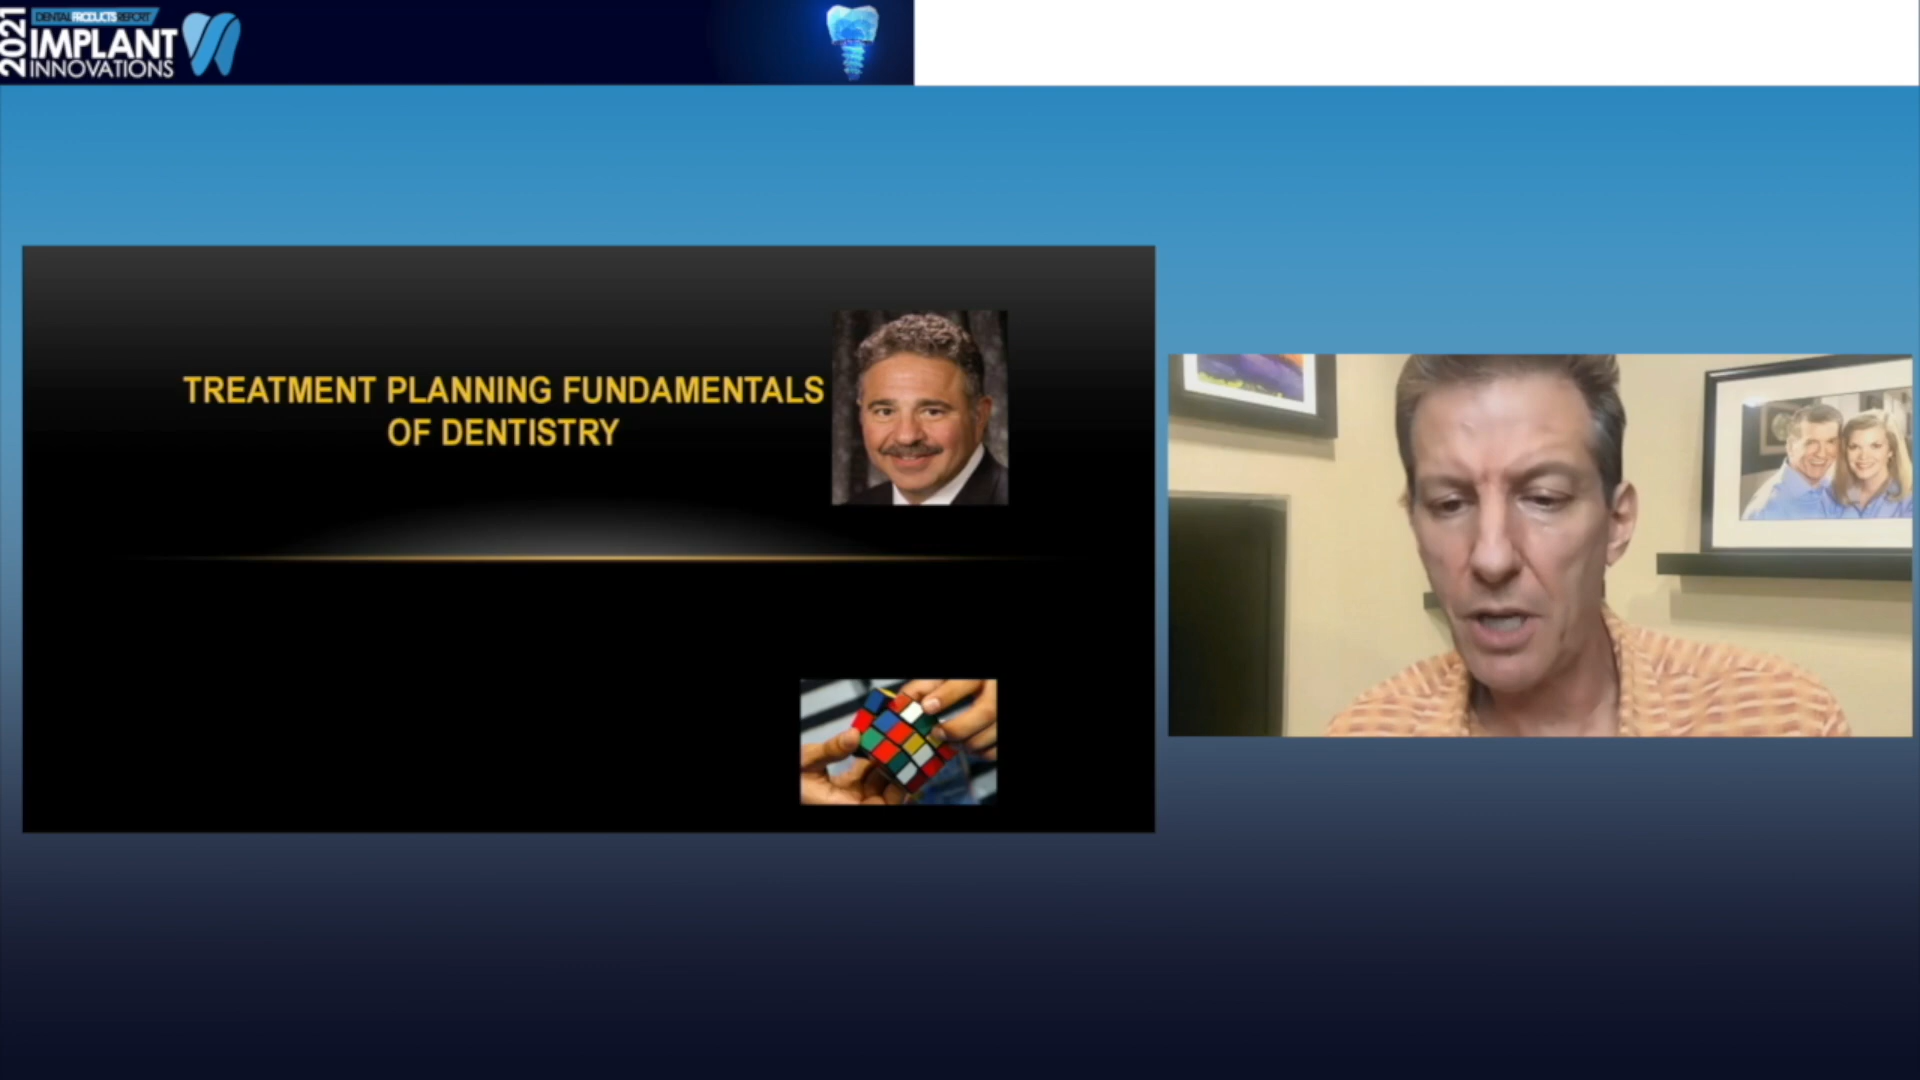 2021
DENTAL PRODUCTS REPORT
IMPLANT
INNOVATIONS
TREATMENT PLANNING FUNDAMENTALS
OF DENTISTRY